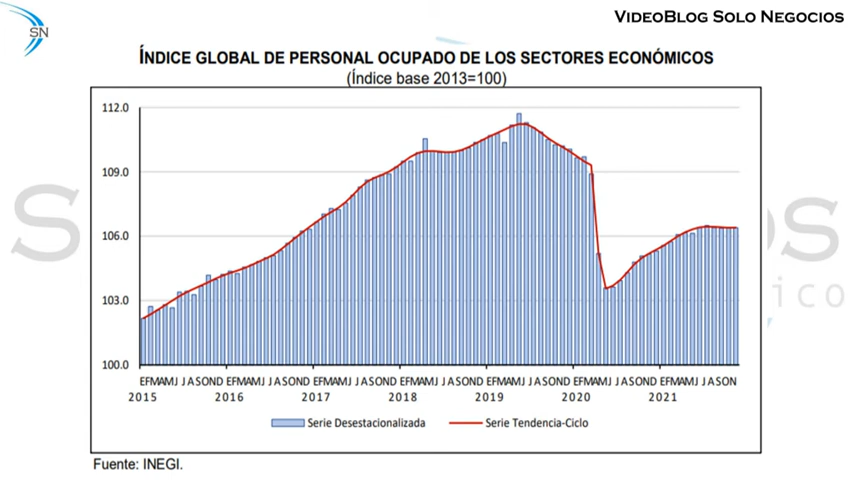 SN
VIDEOBLOG SOLO NEGOCIOS
ÍNDICE GLOBAL DE PERSONAL OCUPADO DE LOS SECTORES ECONÓMICOS
(Índice base 2013=100)
112.0
109.0
106.0
103.0
100.0
EFMAMJ JASOND EFMAMJ JASOND EFMAMJ JASOND EFMAMJ JASOND EFMAMJ JASOND EFMAMJ JASOND EFMAMJ JASON
2015 2016 2017 2018 2019 2020 2021
Serie Desestacionalizada Serie Tendencia-Ciclo
Fuente: INEGI.